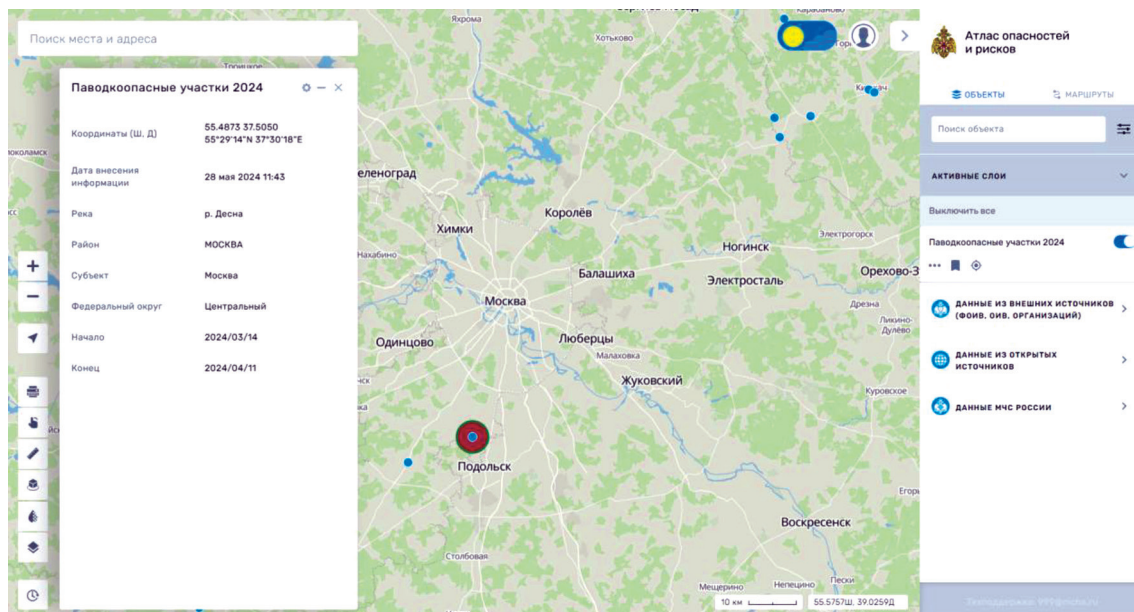 Поиск места и адреса
Паводкоопасные участки 2024
Координаты (Ш, Д)
55.4873 37.5050
55°29'14"N 37°30'18"E
Дата внесения
информации
28 мая 2024 11:43
Река
р. Десна
Район
МОСКВА
Субъект
Москва
Федеральный округ
Центральный
Начало
2024/03/14
Конец
2024/04/11
Яхрома
Хотьково
еленоград
Королёв
Химки
Нахабино
Электрогорск
Ногинск
Балашиха
Электросталь
Орехово-З
Москва
Дрезна
Ликино-
Дулёво
Одинцово
Люберцы
Малаховка
Жуковский
Куровское
Подольск
Егорь
Воскресенск
Столбовая
Мещерино
Непецино
Пески
10 км
55.5757Ш, 39.0259Д
Атлас опасностей
и рисков
ОБЪЕКТЫ
МАРШРУТЫ
Поиск объекта
АКТИВНЫЕ СЛОИ
Выключить все
Паводкоопасные участки 2024
ДАННЫЕ ИЗ ВНЕШНИХ ИСТОЧНИКОВ
(ФОИВ, ОИВ, ОРГАНИЗАЦИЙ)
ДАННЫЕ ИЗ ОТКРЫТЫХ
ИСТОЧНИКОВ
ДАННЫЕ МЧС РОССИИ